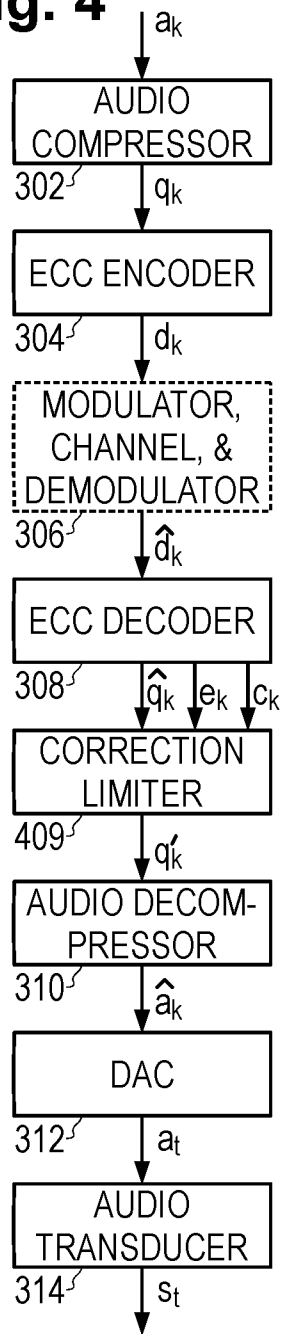 Fig. 4
aₖ
AUDIO
COMPRESSOR
302
qₖ
ECC ENCODER
304
dₖ
MODULATOR,
CHANNEL, &
DEMODULATOR
306
d̂ₖ
ECC DECODER
308
q̂ₖ eₖ cₖ
CORRECTION
LIMITER
409
q′ₖ
AUDIO DECOM-
PRESSOR
310
âₖ
DAC
312
aₜ
AUDIO
TRANSDUCER
314
sₜ